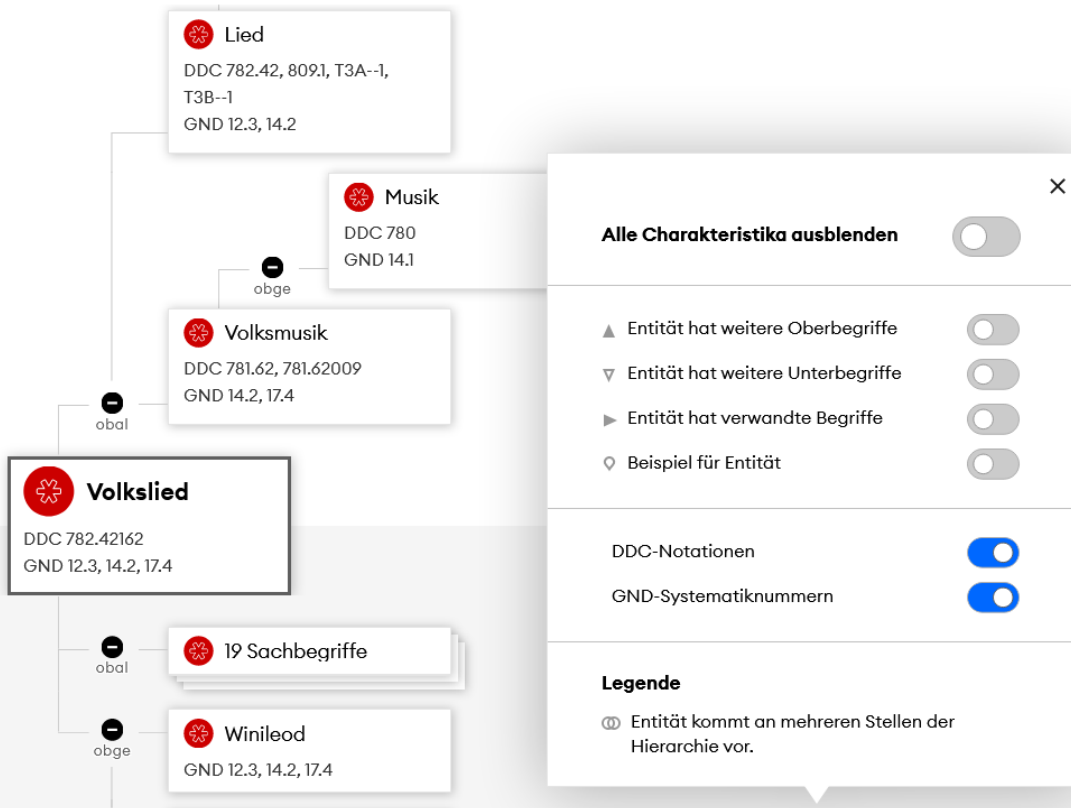 Lied
DDC 782.42, 809.1, T3A--1,
T3B--1
GND 12.3, 14.2
Musik
DDC 780
GND 14.1
obge
Volksmusik
DDC 781.62, 781.62009
GND 14.2, 17.4
obal
Volkslied
DDC 782.42162
GND 12.3, 14.2, 17.4
19 Sachbegriffe
obal
Winileod
obge
GND 12.3, 14.2, 17.4
Alle Charakteristika ausblenden
Entität hat weitere Oberbegriffe
Entität hat weitere Unterbegriffe
Entität hat verwandte Begriffe
Beispiel für Entität
DDC-Notationen
GND-Systematiknummern
Legende
Entität kommt an mehreren Stellen der
Hierarchie vor.